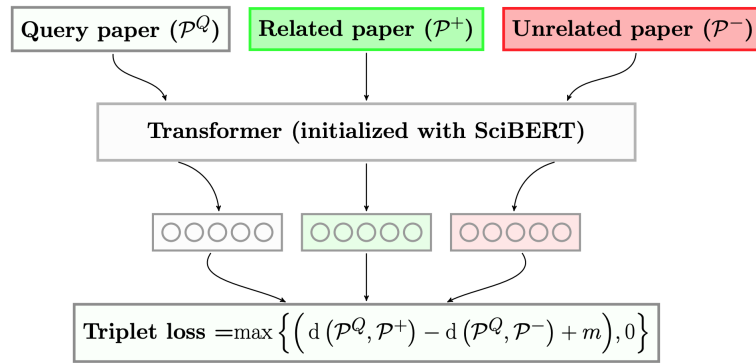 Query paper (𝒫^Q)
Related paper (𝒫⁺)
Unrelated paper (𝒫⁻)
Transformer (initialized with SciBERT)
Triplet loss =max {( d (𝒫^Q, 𝒫⁺) − d (𝒫^Q, 𝒫⁻) + m), 0}